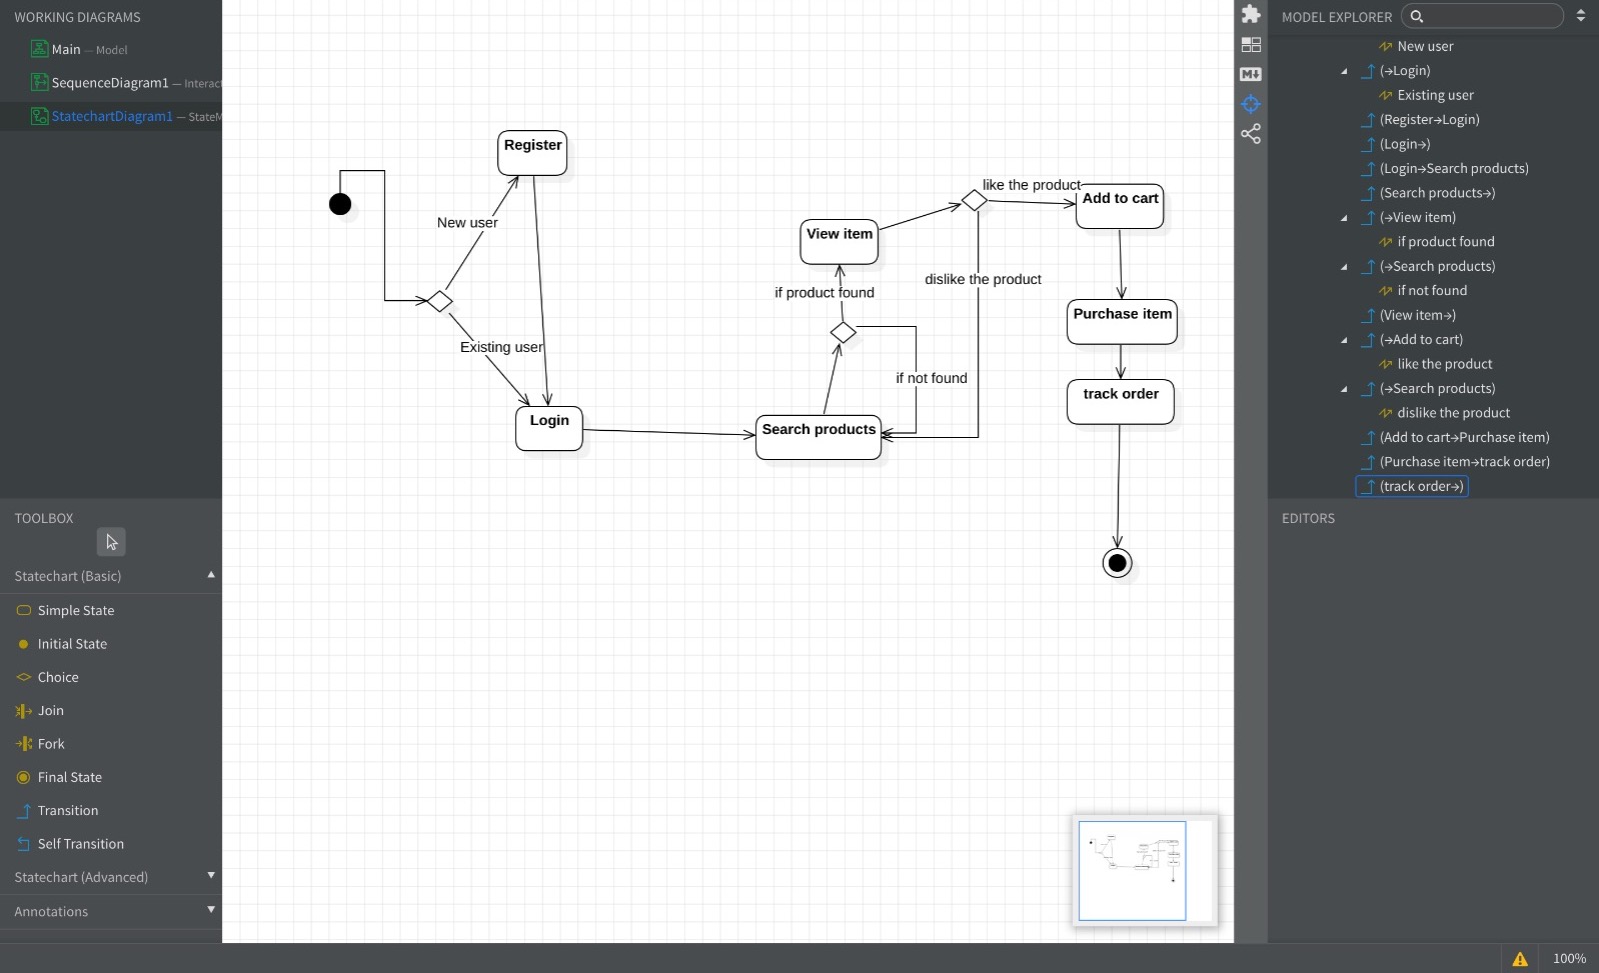 WORKING DIAGRAMS
Main — Model
SequenceDiagram1 — Interac
StatechartDiagram1 — StateM
TOOLBOX
Statechart (Basic)
Simple State
Initial State
Choice
Join
Fork
Final State
Transition
Self Transition
Statechart (Advanced)
Annotations
Register
New user
Existing user
Login
View item
if product found
if not found
Search products
like the product
dislike the product
Add to cart
Purchase item
track order
M↓
MODEL EXPLORER
New user
(→Login)
Existing user
(Register→Login)
(Login→)
(Login→Search products)
(Search products→)
(→View item)
if product found
(→Search products)
if not found
(View item→)
(→Add to cart)
like the product
(→Search products)
dislike the product
(Add to cart→Purchase item)
(Purchase item→track order)
(track order→)
EDITORS
100%